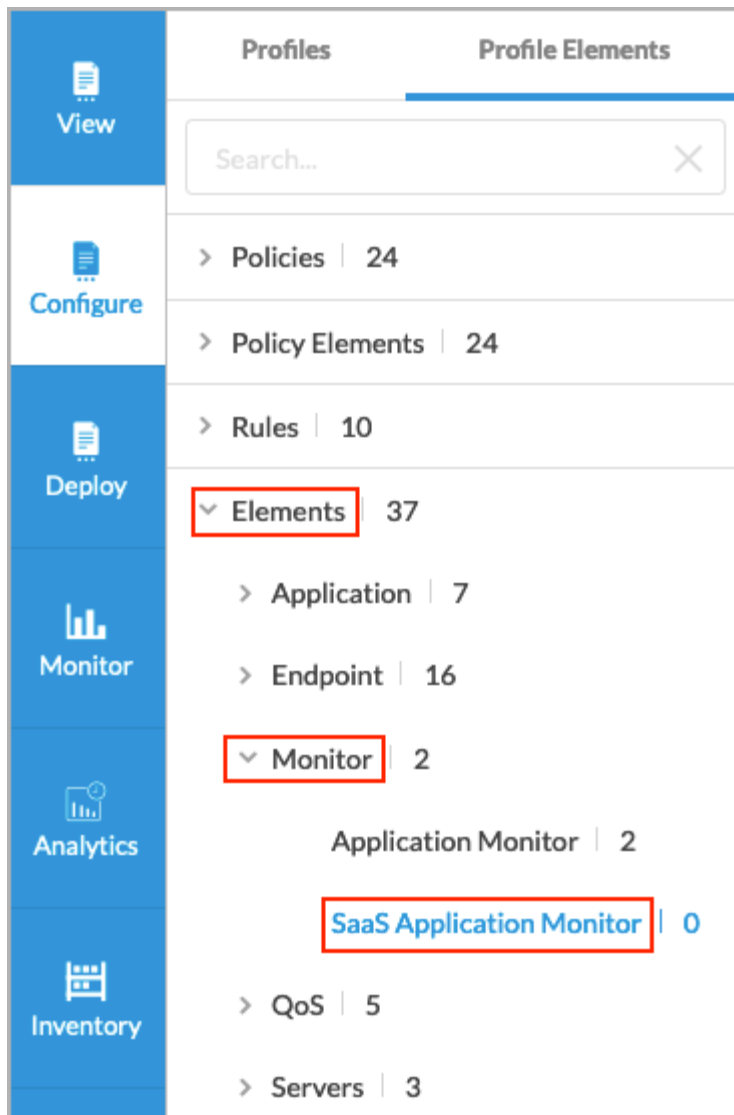 View
Configure
Deploy
Monitor
Analytics
Inventory
Profiles Profile Elements
Search...
Policies 24
Policy Elements 24
Rules 10
Elements 37
Application 7
Endpoint 16
Monitor 2
Application Monitor 2
SaaS Application Monitor 0
QoS 5
Servers 3